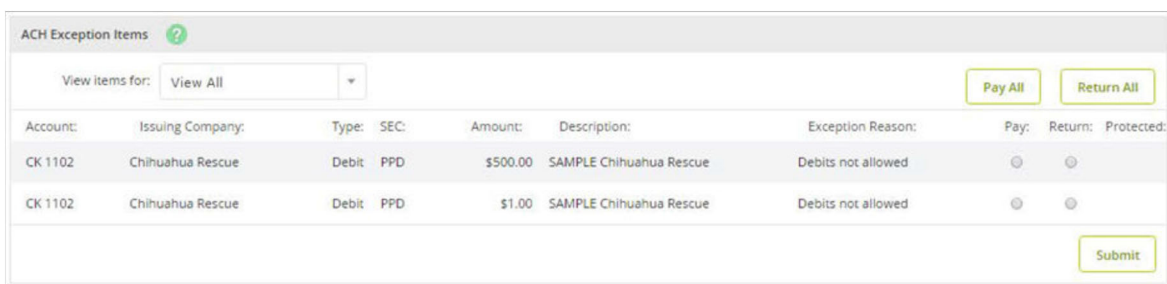 ACH Exception Items ?
View items for: View All Pay All Return All
Account: Issuing Company: Type: SEC: Amount: Description: Exception Reason: Pay: Return: Protected:
CK 1102 Chihuahua Rescue Debit PPD $500.00 SAMPLE Chihuahua Rescue Debits not allowed
CK 1102 Chihuahua Rescue Debit PPD $1.00 SAMPLE Chihuahua Rescue Debits not allowed
Submit